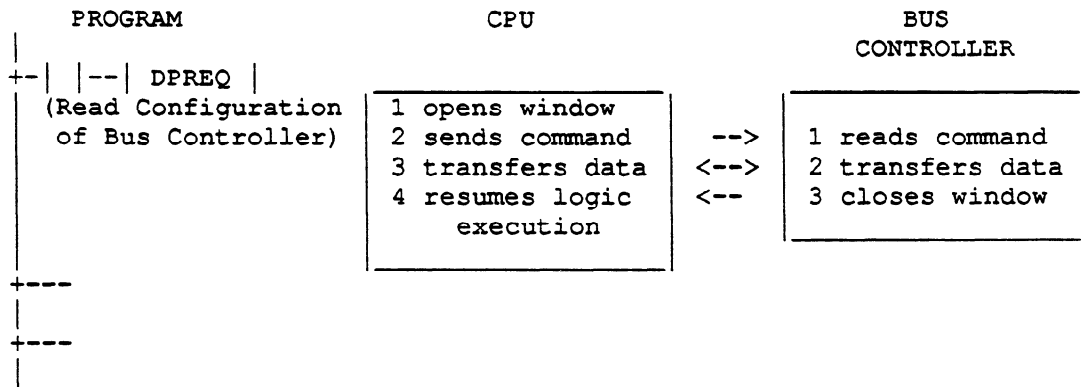 PROGRAM CPU BUS
CONTROLLER
+-| |--| DPREQ |
(Read Configuration
of Bus Controller)
1 opens window
2 sends command --> 1 reads command
3 transfers data <--> 2 transfers data
4 resumes logic <-- 3 closes window
execution
+---
+---